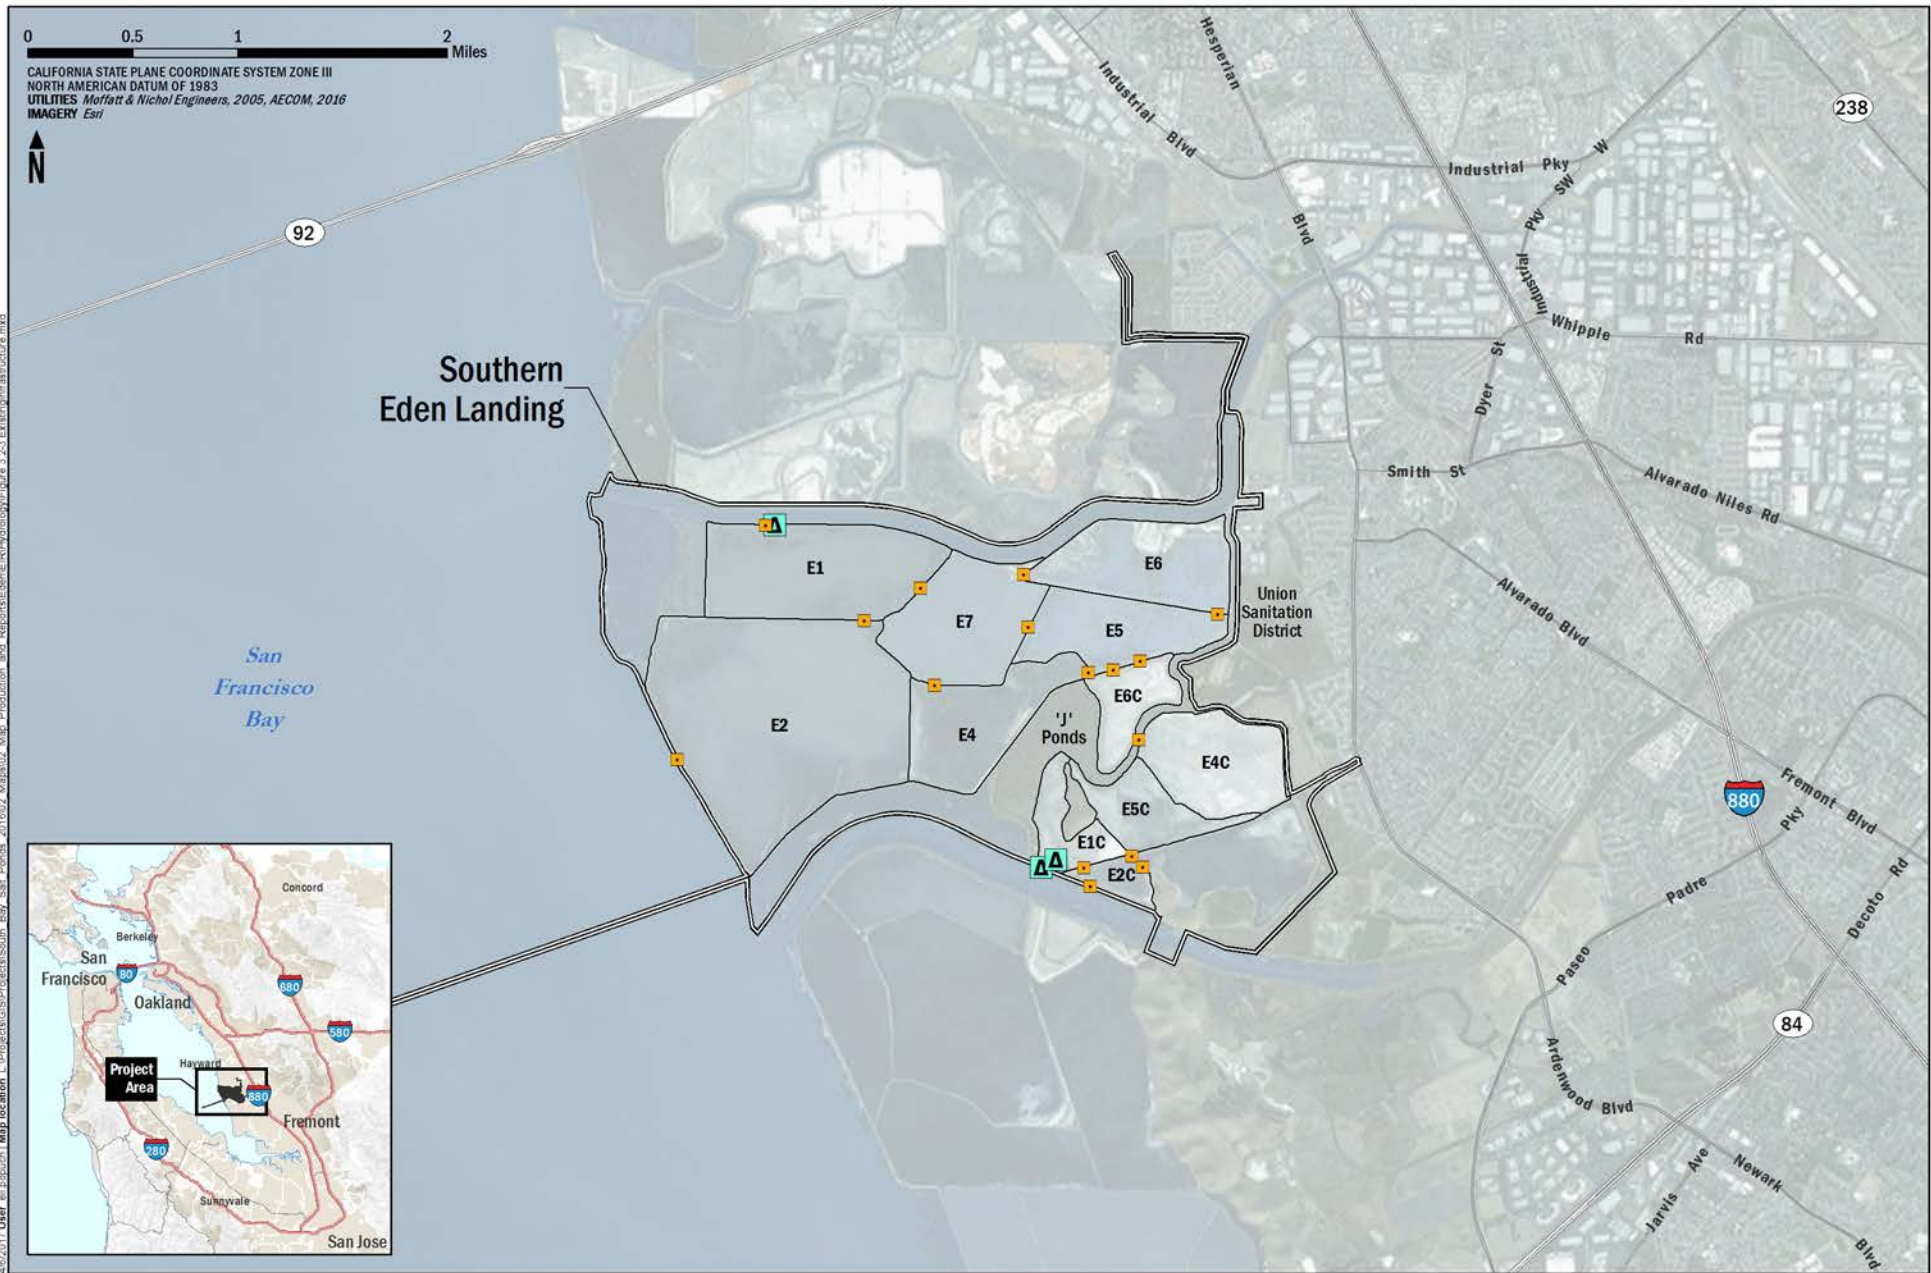 0 0.5 1 2
Miles
CALIFORNIA STATE PLANE COORDINATE SYSTEM ZONE III
NORTH AMERICAN DATUM OF 1983
UTILITIES Moffatt & Nichol Engineers, 2005, AECOM, 2016
IMAGERY Esri
N
92
238
Hesperian
Blvd
Industrial
Blvd
Industrial Pky W
Industrial Pky SW
Whipple Rd
Dyer St
Smith St
Alvarado Niles Rd
Alvarado Blvd
Southern
Eden Landing
E1
E6
E7
E5
Union
Sanitation
District
San
Francisco
Bay
E2
E4
'J'
Ponds
E6C
E4C
E5C
E1C
E2C
880
Fremont Blvd
Paseo Padre Pky
Decoto Rd
84
Ardenwood Blvd
Newark Blvd
Jarvis Ave
Concord
Berkeley
San
Francisco
80
Oakland
680
580
Hayward
Project
Area
880
Fremont
280
Sunnyvale
San Jose